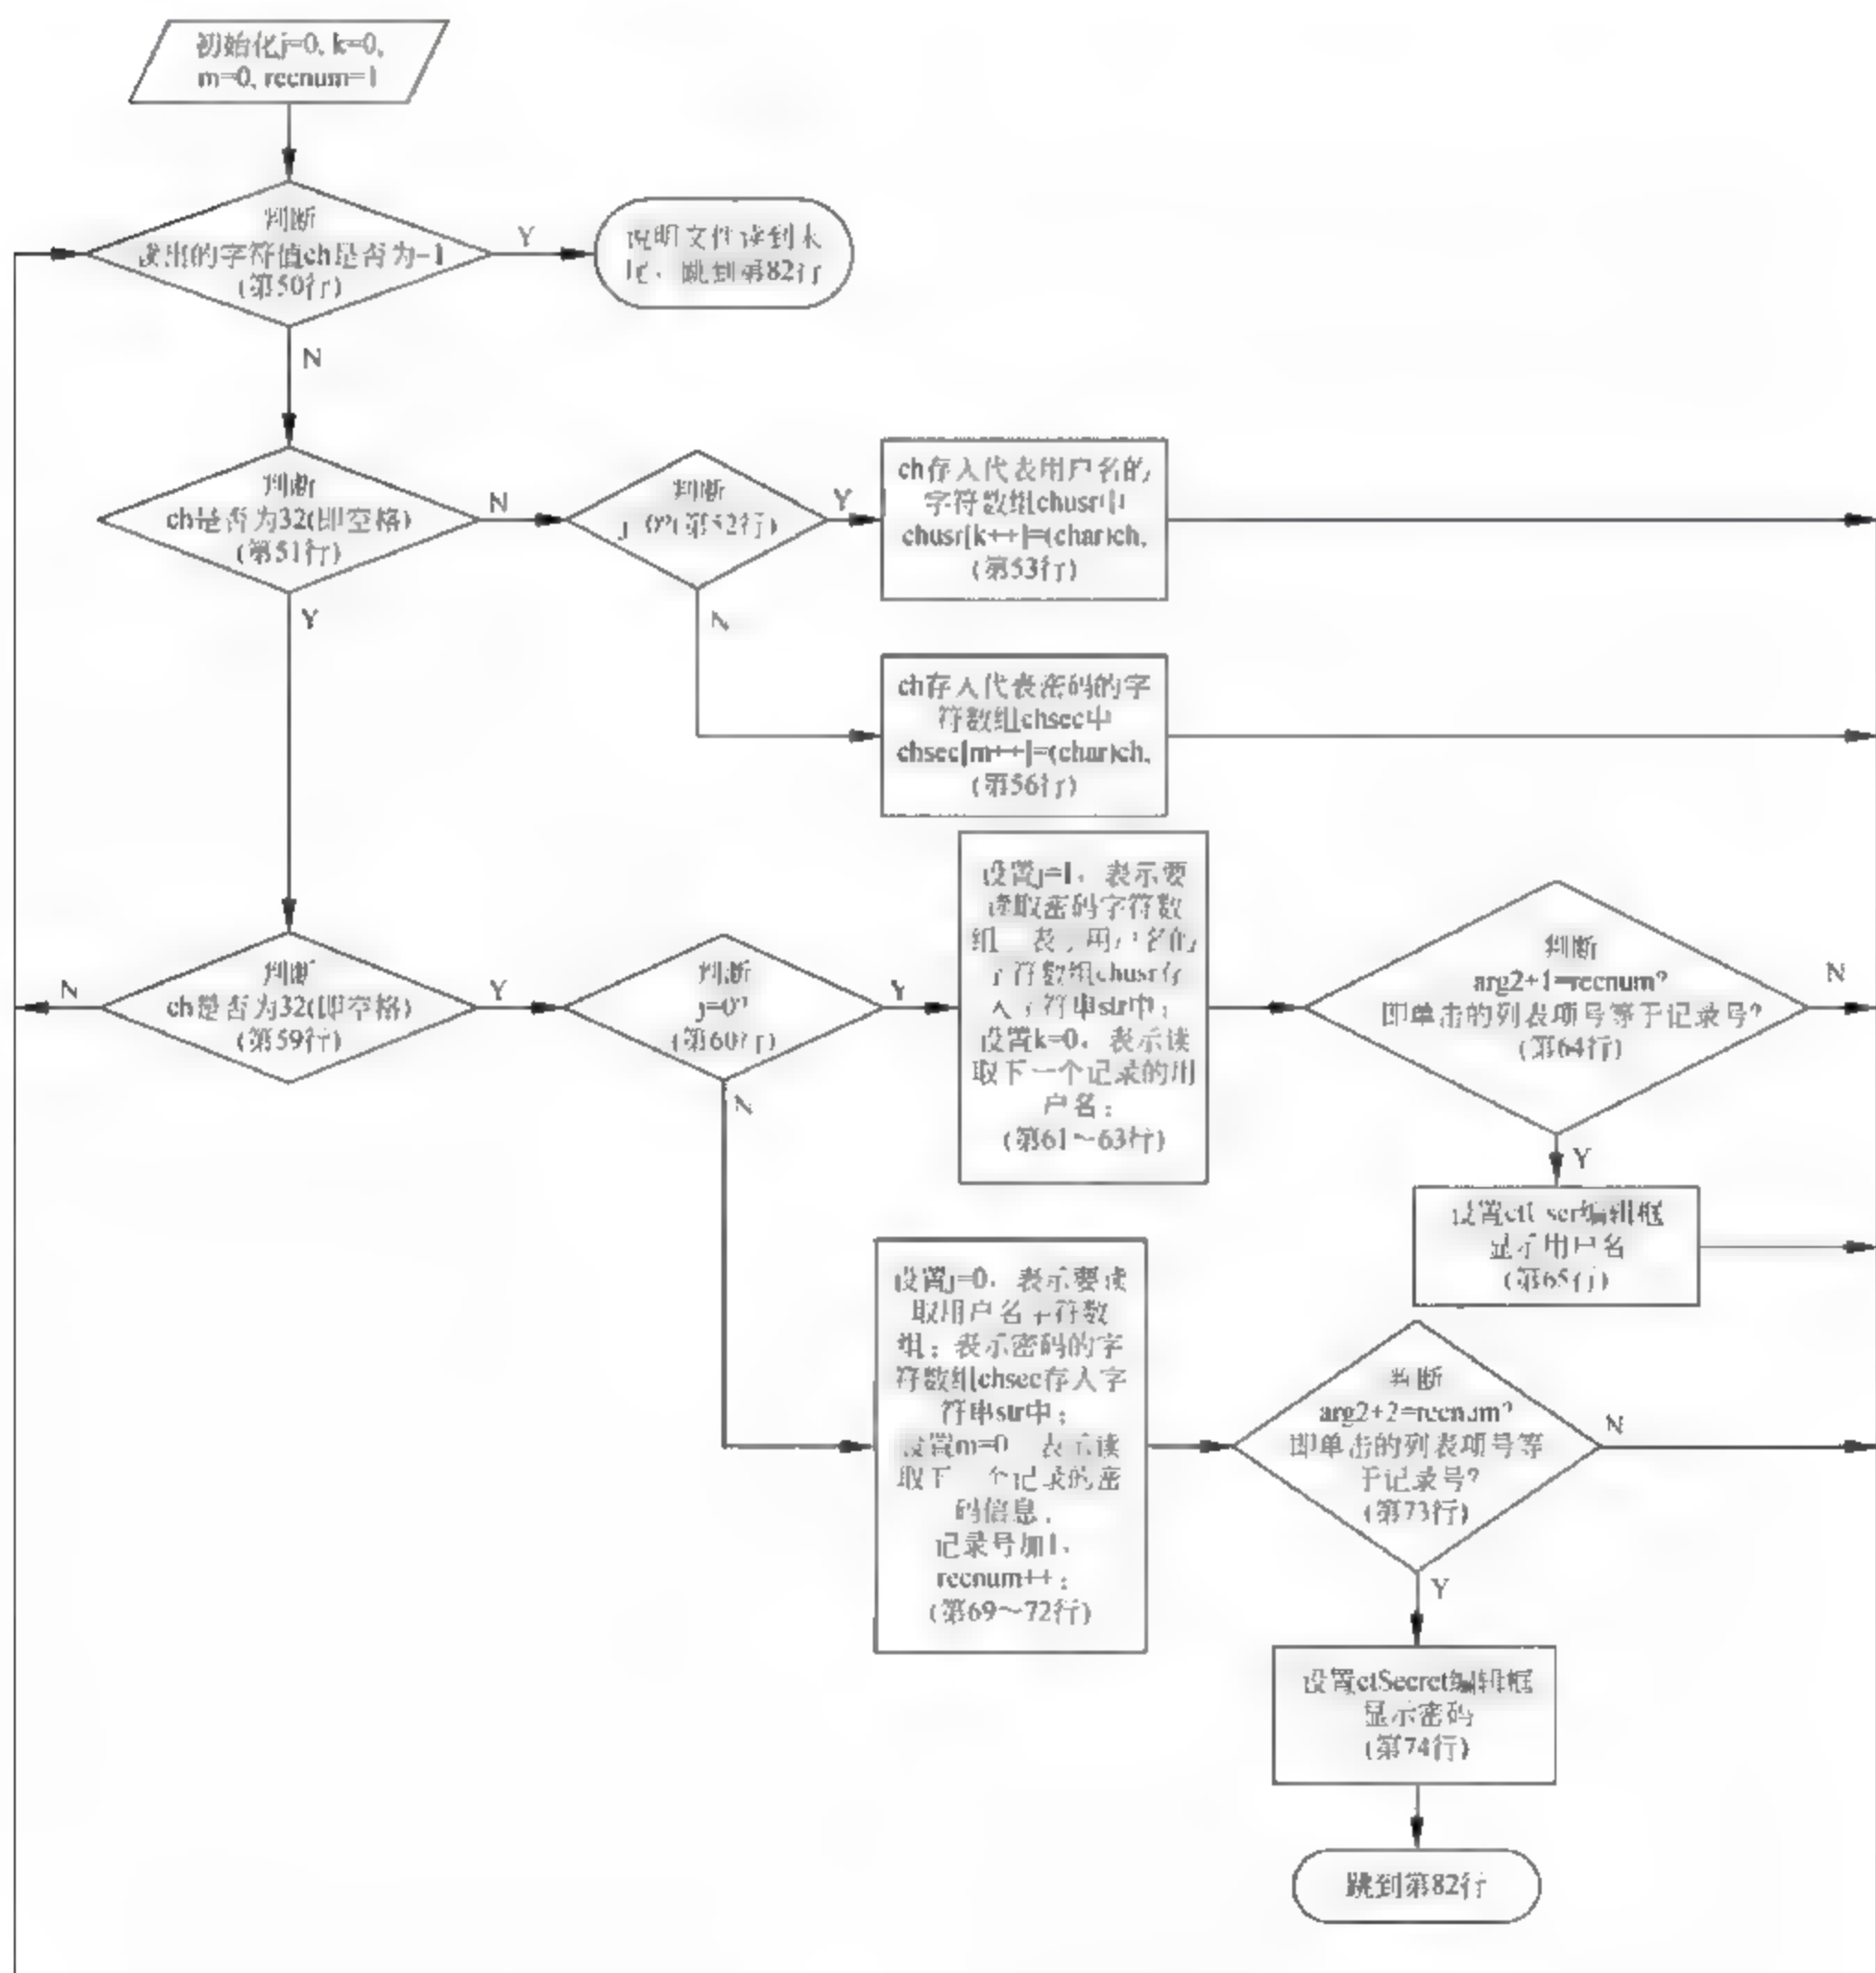 初始化j=0, k=0,
m=0, recnum=1
判断
读出的字符值ch是否为-1
(第50行)
Y
说明文件读到末
尾，跳到第82行
N
判断
ch是否为32(即空格)
(第51行)
N
判断
(第52行)
Y
ch存入代表用户名的
字符数组chusr中
chusr[k++]=(char)ch,
(第53行)
Y
N
ch存入代表密码的字
符数组chsec中
chsec[m++]=(char)ch,
(第56行)
判断
ch是否为32(即空格)
(第59行)
N
Y
判断
j=0?
(第60行)
Y
N
设置j=1，表示要
读取密码字符数
组 表 用户名的
字符数组chusr存
入字符串str中；
设置k=0，表示读
取下一个记录的用
户名；
(第61～63行)
判断
arg2+1=recnum?
即单击的列表项号等于记录号?
(第64行)
N
Y
设置 编辑框
显示用户名
(第65行)
设置j=0，表示要读
取用户名字符数
组；表示密码的字
符数组chsec存入字
符串str中；
设置m=0 表示读
取下 个记录的密
码信息，
记录号加1，
recnum++；
(第69～72行)
判断
arg2+2=recnum?
即单击的列表项号等
于记录号?
(第73行)
N
Y
设置etSecret编辑框
显示密码
(第74行)
跳到第82行